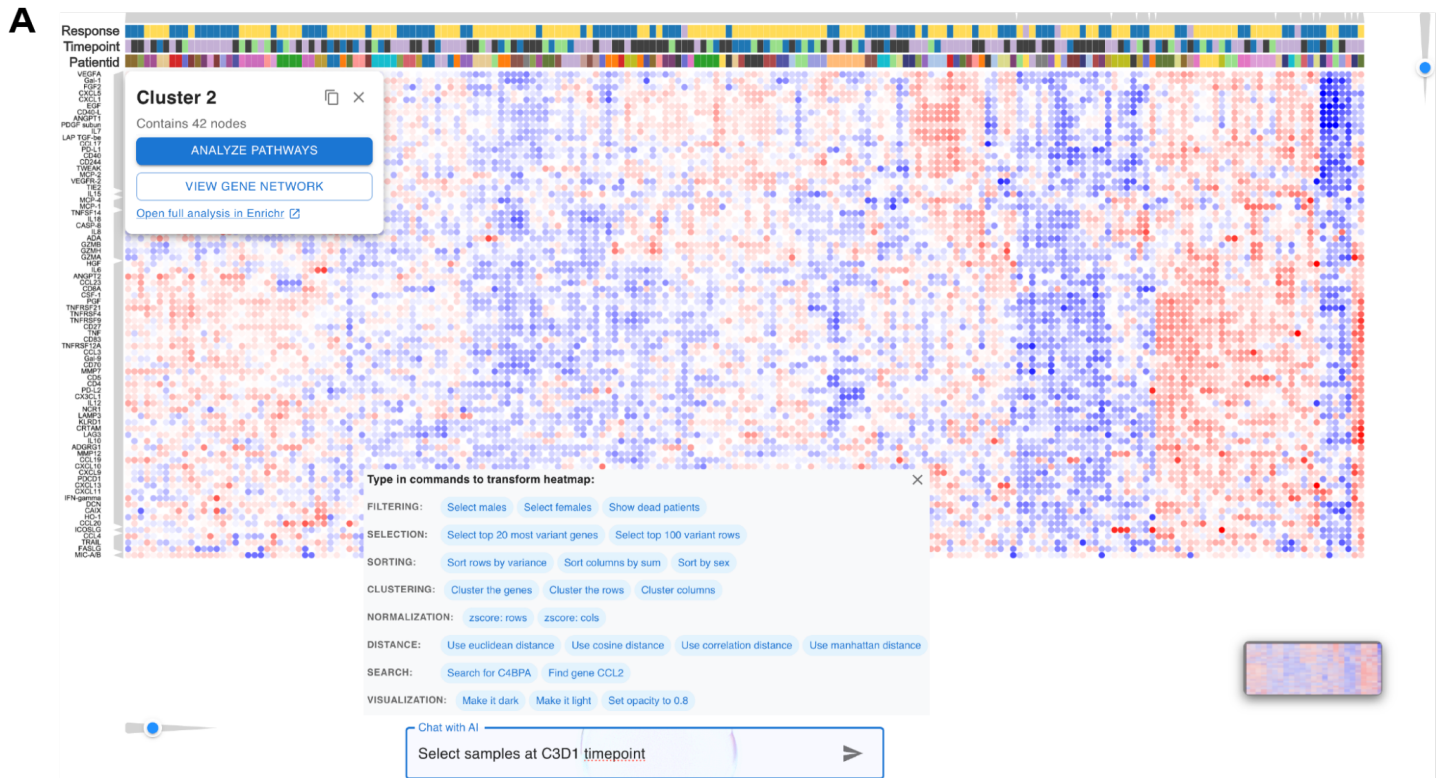 A
Response
Timepoint
Patientid
VEGFA
Gal-1
FGF2
CXCL5
CXCL1
EGF
CD40-L
ANGPT1
PDGF subun
IL7
LAP TGF-be
CCL17
PD-L1
CD40
CD244
TWEAK
MCP-2
VEGFR-2
TIE2
IL15
MCP-4
MCP-1
TNFSF14
IL18
CASP-8
IL8
ADA
GZMB
GZMH
GZMA
HGF
IL6
ANGPT2
CCL23
CD8A
CSF-1
PGF
TNFRSF21
TNFRSF4
TNFRSF9
CD27
TNF
CD83
TNFRSF12A
CCL3
Gal-9
CD70
MMP7
CD5
CD4
PD-L2
CX3CL1
IL12
NCR1
LAMP3
KLRD1
CRTAM
LAG3
IL10
ADGRG1
MMP12
CCL19
CXCL10
CXCL9
PDCD1
CXCL13
CXCL11
IFN-gamma
DCN
CAIX
HO-1
CCL20
ICOSLG
CCL4
TRAIL
FASLG
MIC-A/B
Cluster 2
Contains 42 nodes
ANALYZE PATHWAYS
VIEW GENE NETWORK
Open full analysis in Enrichr
Type in commands to transform heatmap:
FILTERING: Select males Select females Show dead patients
SELECTION: Select top 20 most variant genes Select top 100 variant rows
SORTING: Sort rows by variance Sort columns by sum Sort by sex
CLUSTERING: Cluster the genes Cluster the rows Cluster columns
NORMALIZATION: zscore: rows zscore: cols
DISTANCE: Use euclidean distance Use cosine distance Use correlation distance Use manhattan distance
SEARCH: Search for C4BPA Find gene CCL2
VISUALIZATION: Make it dark Make it light Set opacity to 0.8
Chat with AI
Select samples at C3D1 timepoint